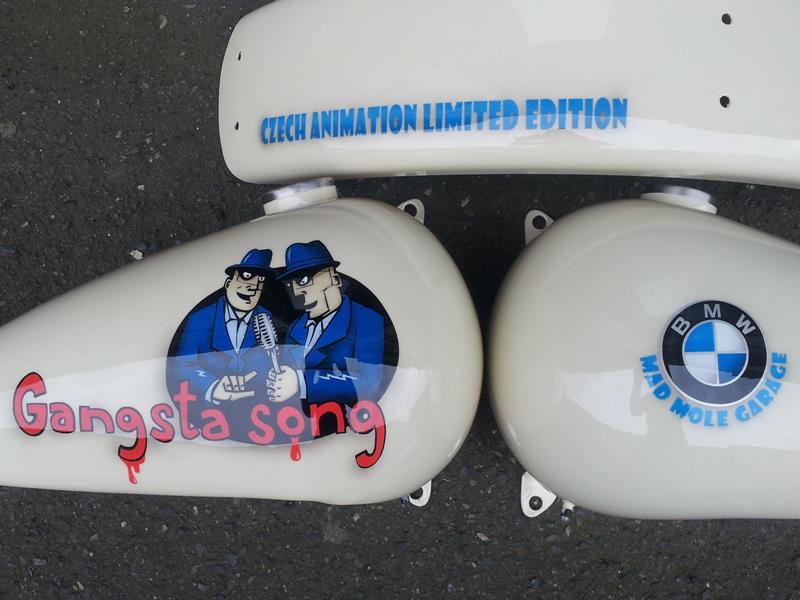 CZECH ANIMATION LIMITED EDITION
Gangsta song
BMW
MAD MOLE GARAGE